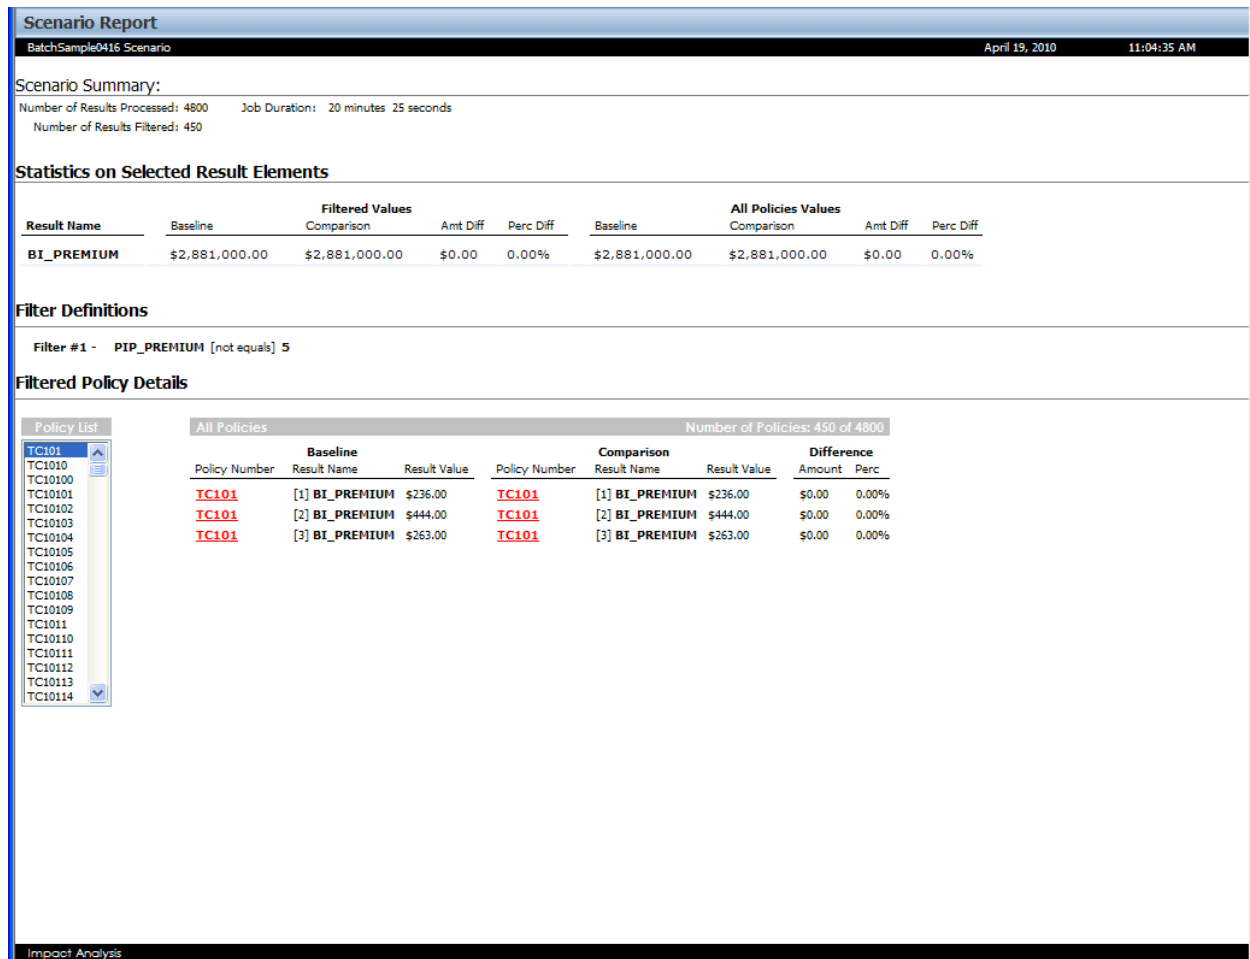 Scenario Report
BatchSample0416 Scenario April 19, 2010 11:04:35 AM
Scenario Summary:
Number of Results Processed: 4800 Job Duration: 20 minutes 25 seconds
Number of Results Filtered: 450
Statistics on Selected Result Elements
Filtered Values All Policies Values
Result Name Baseline Comparison Amt Diff Perc Diff Baseline Comparison Amt Diff Perc Diff
BI_PREMIUM $2,881,000.00 $2,881,000.00 $0.00 0.00% $2,881,000.00 $2,881,000.00 $0.00 0.00%
Filter Definitions
Filter #1 - PIP_PREMIUM [not equals] 5
Filtered Policy Details
Policy List
TC101
TC1010
TC10100
TC10101
TC10102
TC10103
TC10104
TC10105
TC10106
TC10107
TC10108
TC10109
TC1011
TC10110
TC10111
TC10112
TC10113
TC10114
All Policies Number of Policies: 450 of 4800
Baseline Comparison Difference
Policy Number Result Name Result Value Policy Number Result Name Result Value Amount Perc
TC101 [1] BI_PREMIUM $236.00 TC101 [1] BI_PREMIUM $236.00 $0.00 0.00%
TC101 [2] BI_PREMIUM $444.00 TC101 [2] BI_PREMIUM $444.00 $0.00 0.00%
TC101 [3] BI_PREMIUM $263.00 TC101 [3] BI_PREMIUM $263.00 $0.00 0.00%
Impact Analysis